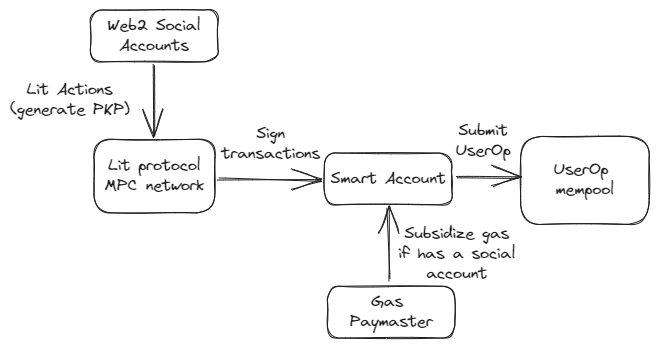 Web2 Social
Accounts
Lit Actions
(generate PKP)
Lit protocol
MPC network
Sign
transactions
Smart Account
Submit
UserOp
UserOp
mempool
Subsidize gas
if has a social
account
Gas
Paymaster